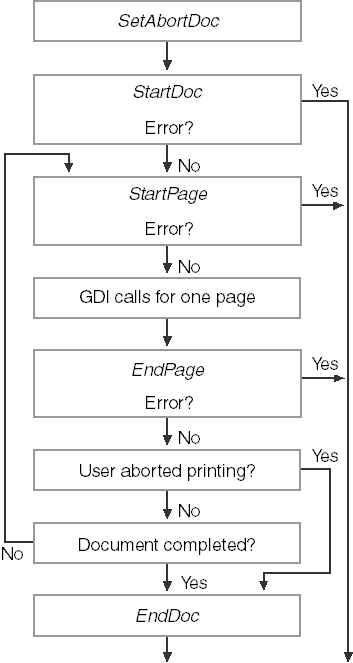 SetAbortDoc
StartDoc
Yes
Error?
No
StartPage
Yes
Error?
No
GDI calls for one page
EndPage
Yes
Error?
No
Yes
User aborted printing?
No
Document completed?
No
Yes
EndDoc